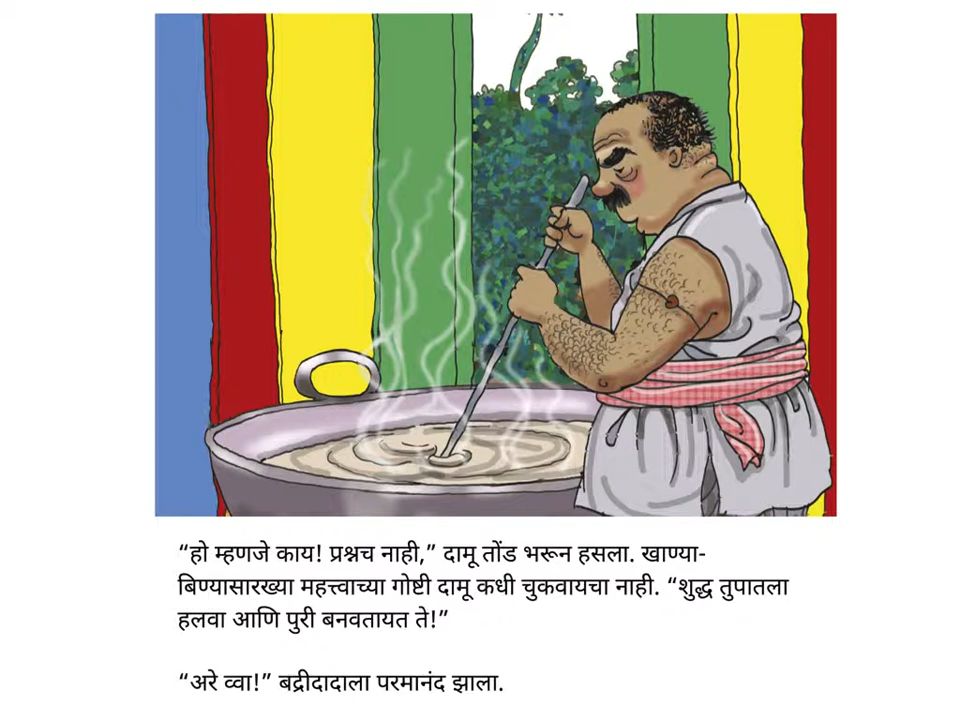 “हो म्हणजे काय! प्रश्नच नाही,” दामू तोंड भरून हसला. खाण्या-
बिण्यासारख्या महत्त्वाच्या गोष्टी दामू कधी चुकवायचा नाही. “शुद्ध तुपातला
हलवा आणि पुरी बनवतायत ते!”
“अरे व्वा!” बद्रीदादाला परमानंद झाला.